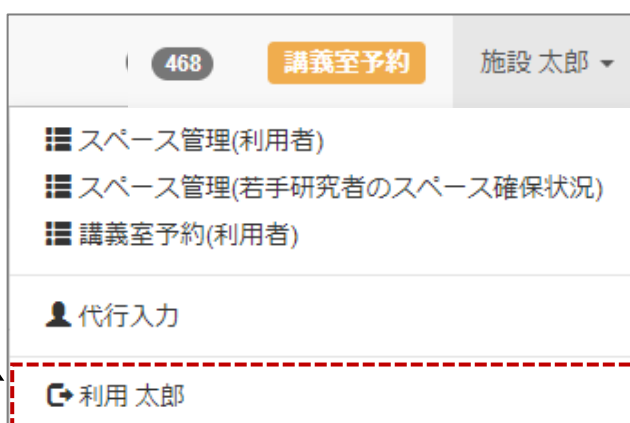 468 講義室予約 施設 太郎
スペース管理(利用者)
スペース管理(若手研究者のスペース確保状況)
講義室予約(利用者)
代行入力
利用 太郎